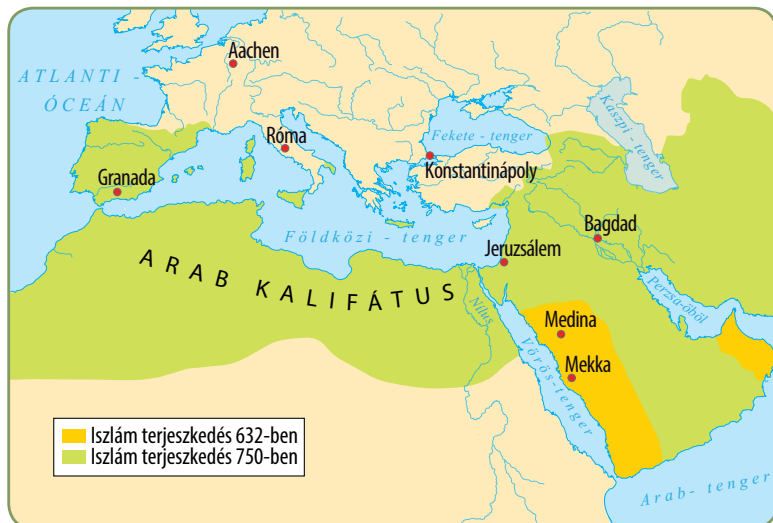 Aachen
ATLANTI -
ÓCEÁN
Róma
Fekete - tenger
Kaszpi - tenger
Konstantinápoly
Granada
Bagdad
Földközi - tenger
Jeruzsálem
ARAB KALIFÁTUS
Nílus
Perzsa-öböl
Medina
Mekka
Vörös-tenger
Iszlám terjeszkedés 632-ben
Iszlám terjeszkedés 750-ben
Arab- tenger